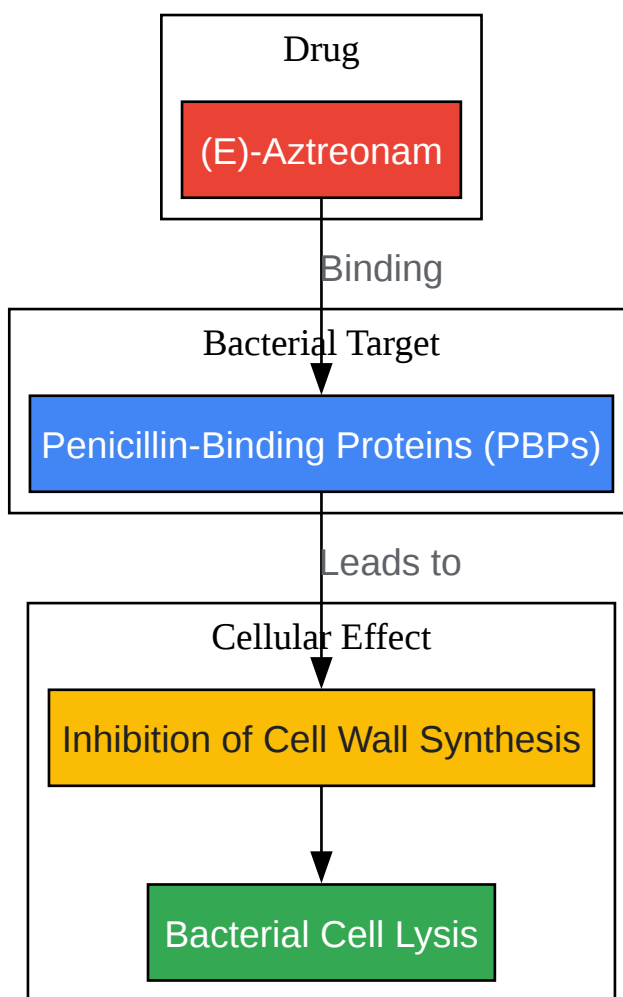 Drug
(E)-Aztreonam
Binding
Bacterial Target
Penicillin-Binding Proteins (PBPs)
Leads to
Cellular Effect
Inhibition of Cell Wall Synthesis
Bacterial Cell Lysis